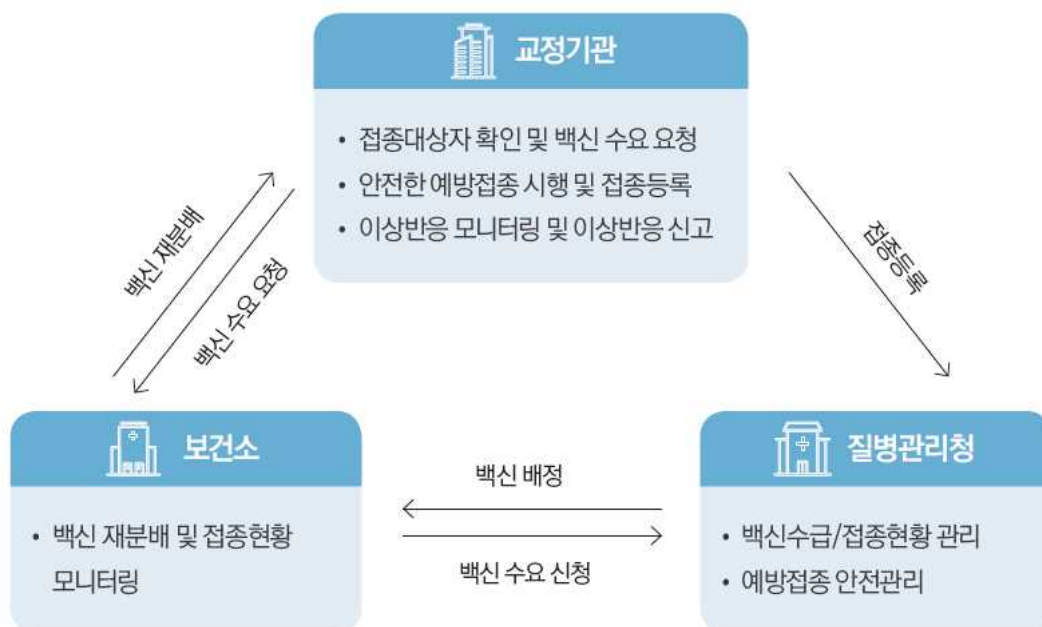 교정기관
• 접종대상자 확인 및 백신 수요 요청
• 안전한 예방접종 시행 및 접종등록
• 이상반응 모니터링 및 이상반응 신고
백신 재분배
백신 수요 요청
접종등록
보건소
• 백신 재분배 및 접종현황
모니터링
백신 배정
백신 수요 신청
질병관리청
• 백신수급/접종현황 관리
• 예방접종 안전관리